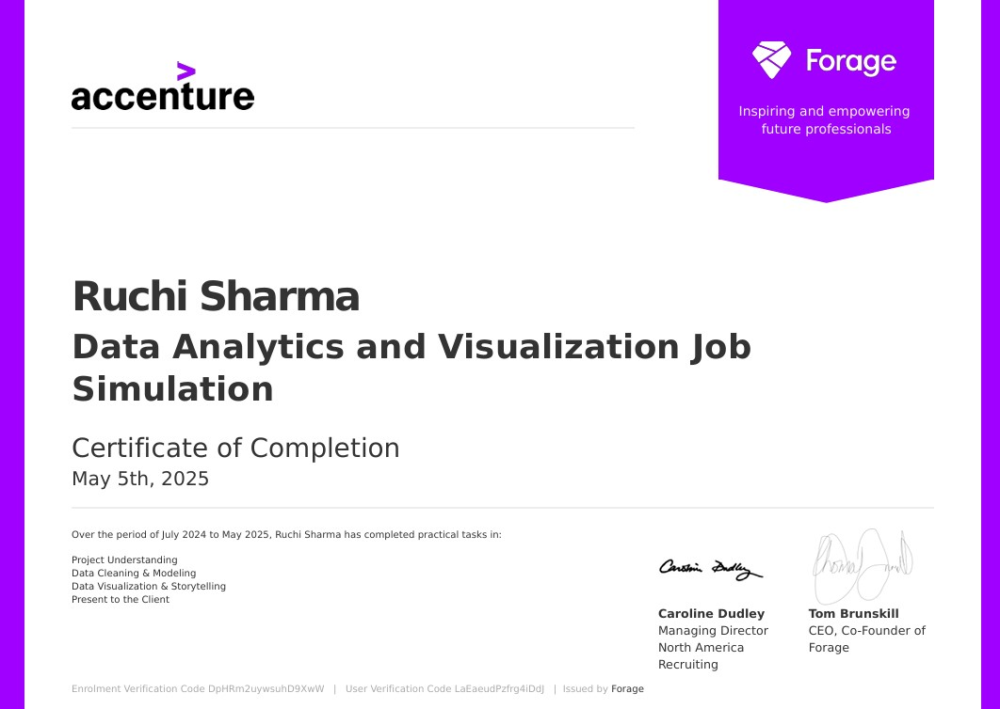 accenture
Forage
Inspiring and empowering
future professionals
Ruchi Sharma
Data Analytics and Visualization Job
Simulation
Certificate of Completion
May 5th, 2025
Over the period of July 2024 to May 2025, Ruchi Sharma has completed practical tasks in:
Project Understanding
Data Cleaning & Modeling
Data Visualization & Storytelling
Present to the Client
Caroline Dudley
Caroline Dudley
Managing Director
North America
Recruiting
Tom Brunskill
CEO, Co-Founder of
Forage
Enrolment Verification Code DpHRm2uywsuhD9XwW | User Verification Code LaEaeudPzfrg4iDdJ | Issued by Forage